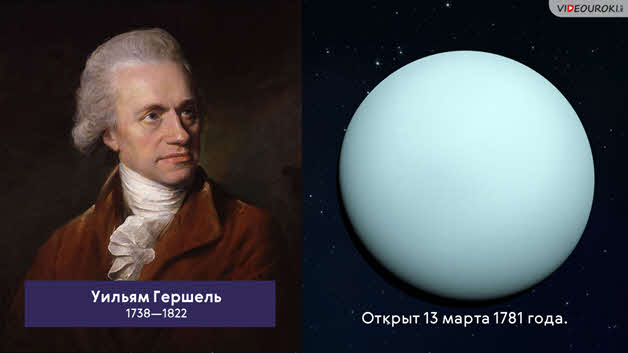 VIDEOUROKI
Уильям Гершель
1738—1822
Открыт 13 марта 1781 года.